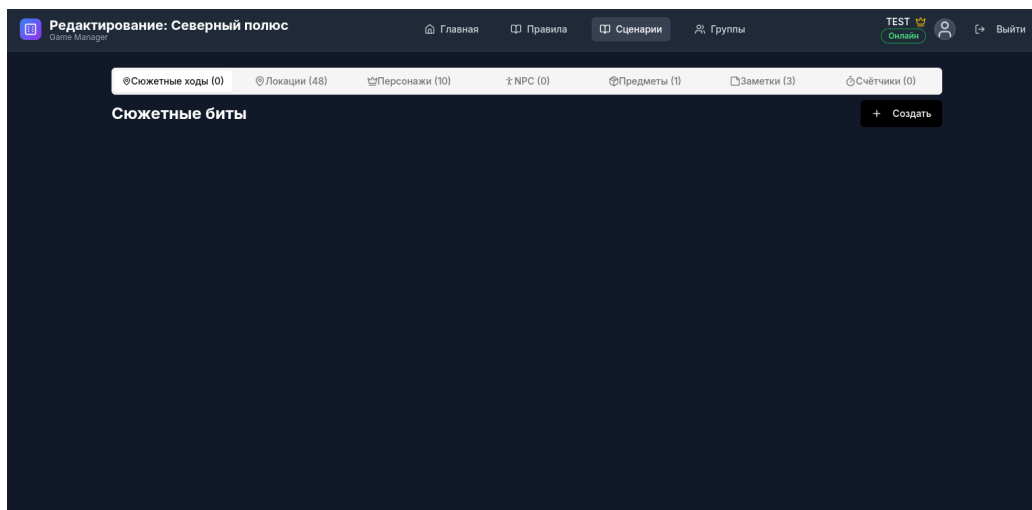 Редактирование: Северный полюс
Game Manager
Главная
Правила
Сценарии
Группы
TEST
Онлайн
Выйти
Сюжетные ходы (0)
Локации (48)
Персонажи (10)
NPC (0)
Предметы (1)
Заметки (3)
Счётчики (0)
Сюжетные биты
+ Создать